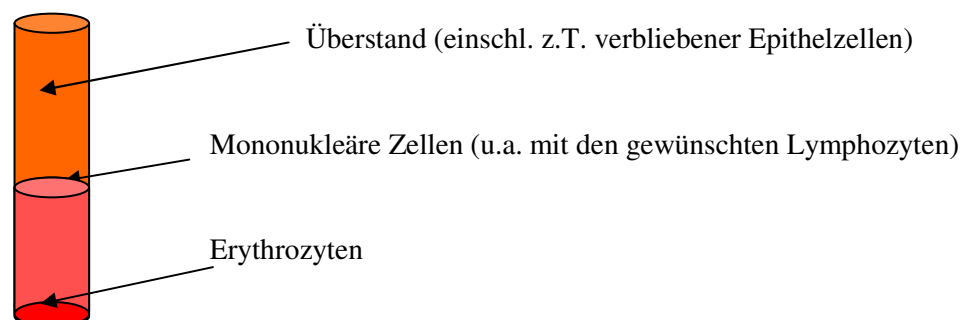 Überstand (einschl. z.T. verbliebener Epithelzellen)
Mononukleäre Zellen (u.a. mit den gewünschten Lymphozyten)
Erythrozyten